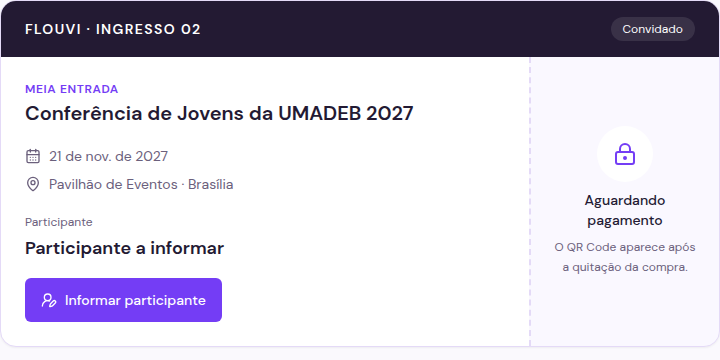 FLOUVI · INGRESSO 02
Convidado
MEIA ENTRADA
Conferência de Jovens da UMADEB 2027
21 de nov. de 2027
Pavilhão de Eventos · Brasília
Participante
Participante a informar
Informar participante
Aguardando
pagamento
O QR Code aparece após
a quitação da compra.